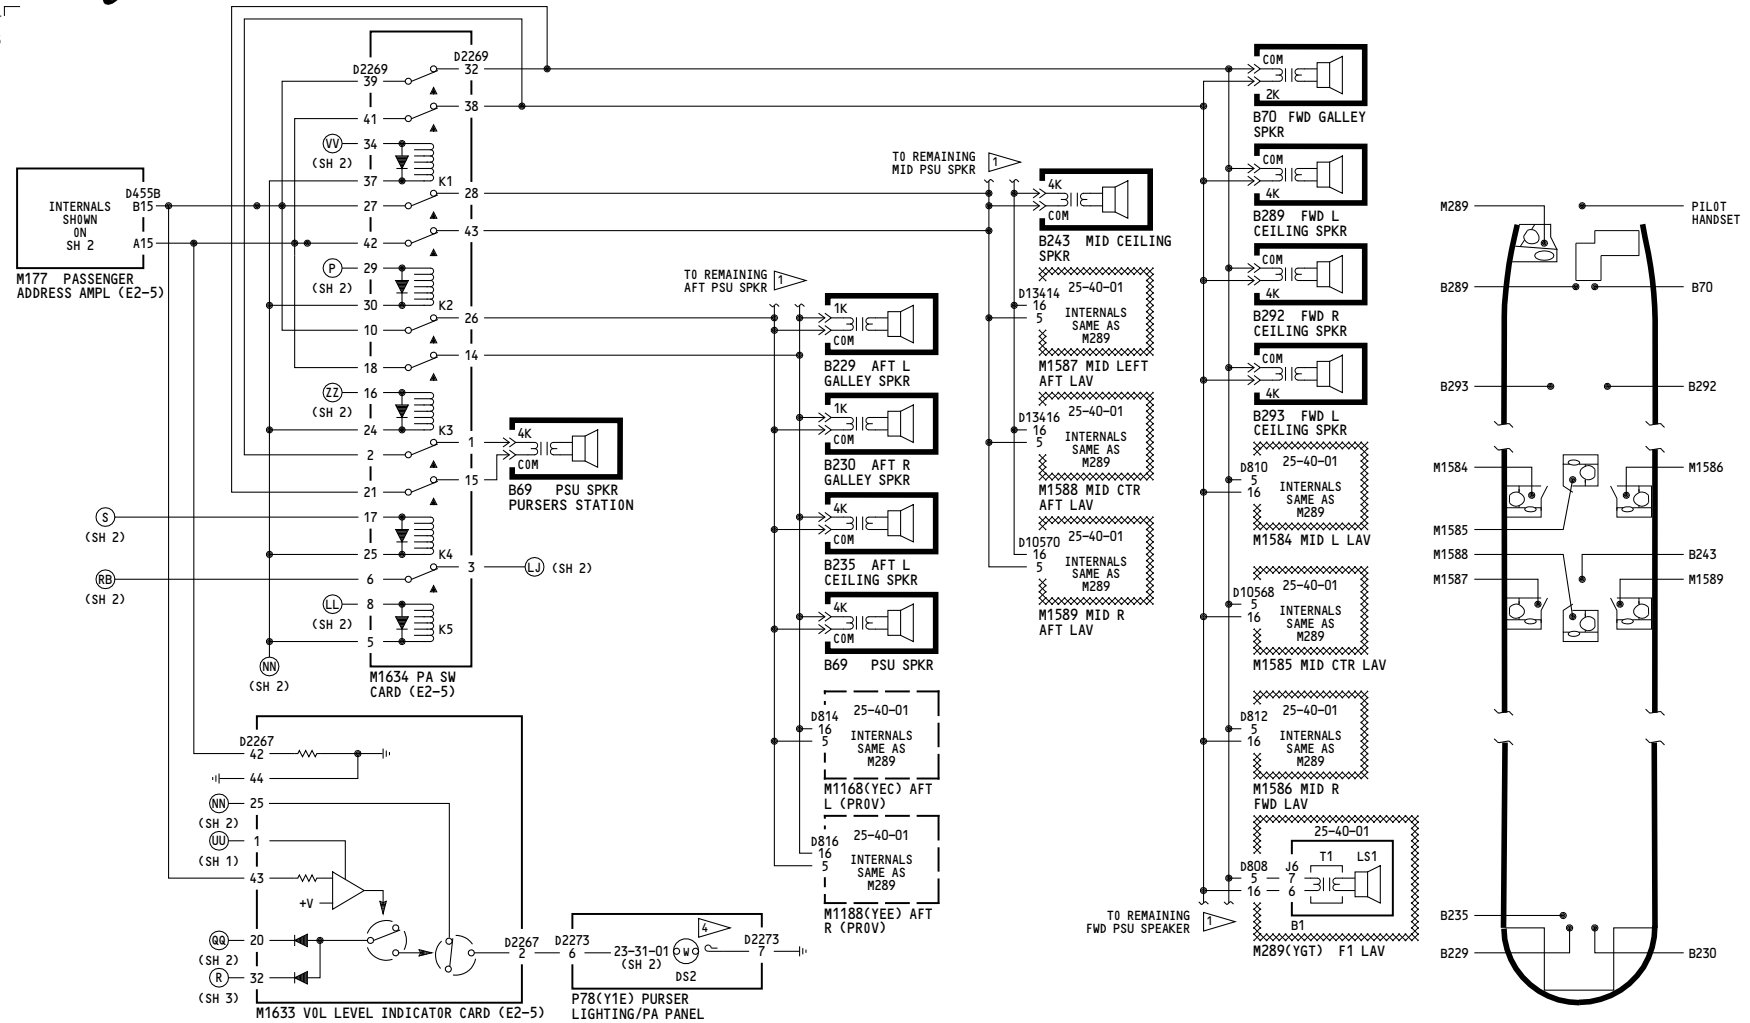 M177 PASSENGER
ADDRESS AMPL (E2-5)
INTERNALS
SHOWN
ON
SH 2
D455B
B15
A15
D2269
D2269
39
32
41
38
VV
(SH 2)
34
37
K1
27
28
42
43
P
(SH 2)
29
30
K2
10
26
18
14
ZZ
(SH 2)
16
24
K3
2
1
21
15
S
(SH 2)
17
25
K4
RB
(SH 2)
6
3
LJ (SH 2)
LL
(SH 2)
8
5
K5
NN
(SH 2)
M1634 PA SW
CARD (E2-5)
4K
COM
B69 PSU SPKR
PURSERS STATION
D2267
42
44
NN
(SH 2)
25
UU
(SH 1)
1
43
+V
QQ
(SH 2)
20
R
(SH 3)
32
D2267
2
M1633 VOL LEVEL INDICATOR CARD (E2-5)
D2273
6
23-31-01
(SH 2)
W
DS2
4
D2273
7
P78(Y1E) PURSER
LIGHTING/PA PANEL
TO REMAINING
AFT PSU SPKR
1
1K
COM
B229 AFT L
GALLEY SPKR
1K
COM
B230 AFT R
GALLEY SPKR
4K
COM
B235 AFT L
CEILING SPKR
4K
COM
B69 PSU SPKR
D814
16
5
25-40-01
INTERNALS
SAME AS
M289
M1168(YEC) AFT
L (PROV)
D816
16
5
25-40-01
INTERNALS
SAME AS
M289
M1188(YEE) AFT
R (PROV)
TO REMAINING
MID PSU SPKR
1
4K
COM
B243 MID CEILING
SPKR
D13414
16
5
25-40-01
INTERNALS
SAME AS
M289
M1587 MID LEFT
AFT LAV
D13416
16
5
25-40-01
INTERNALS
SAME AS
M289
M1588 MID CTR
AFT LAV
D10570
16
5
25-40-01
INTERNALS
SAME AS
M289
M1589 MID R
AFT LAV
COM
2K
B70 FWD GALLEY
SPKR
COM
4K
B289 FWD L
CEILING SPKR
COM
4K
B292 FWD R
CEILING SPKR
COM
4K
B293 FWD L
CEILING SPKR
D810
5
16
25-40-01
INTERNALS
SAME AS
M289
M1584 MID L LAV
D10568
5
16
25-40-01
INTERNALS
SAME AS
M289
M1585 MID CTR LAV
D812
5
16
25-40-01
INTERNALS
SAME AS
M289
M1586 MID R
FWD LAV
25-40-01
D808
5
16
J6
7
6
T1
LS1
B1
M289(YGT) F1 LAV
TO REMAINING
FWD PSU SPEAKER
1
M289
PILOT
HANDSET
B289
B70
B293
B292
M1584
M1586
M1585
M1588
B243
M1587
M1589
B235
B229
B230